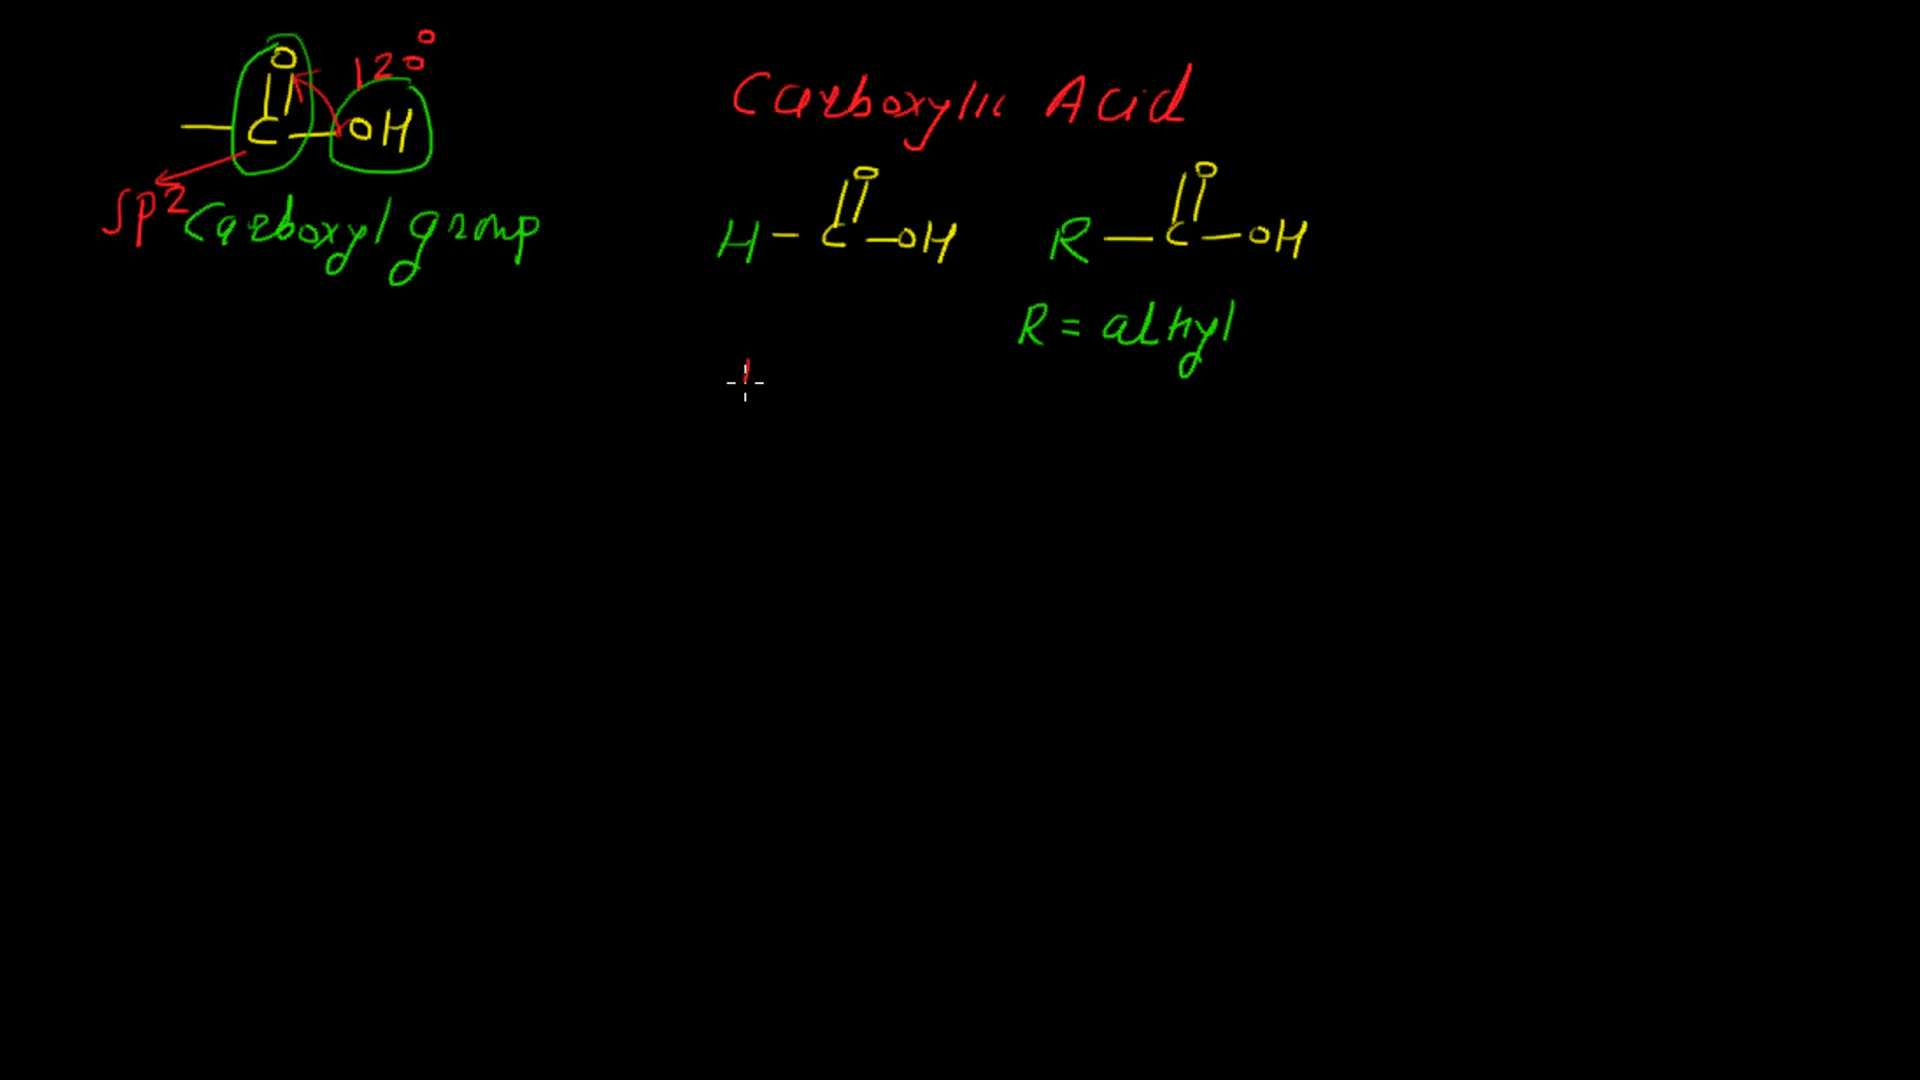 O
120°
— C — OH
SP²
Carboxyl group
Carboxylic Acid
O
H — C — OH
O
R — C — OH
R = alkyl